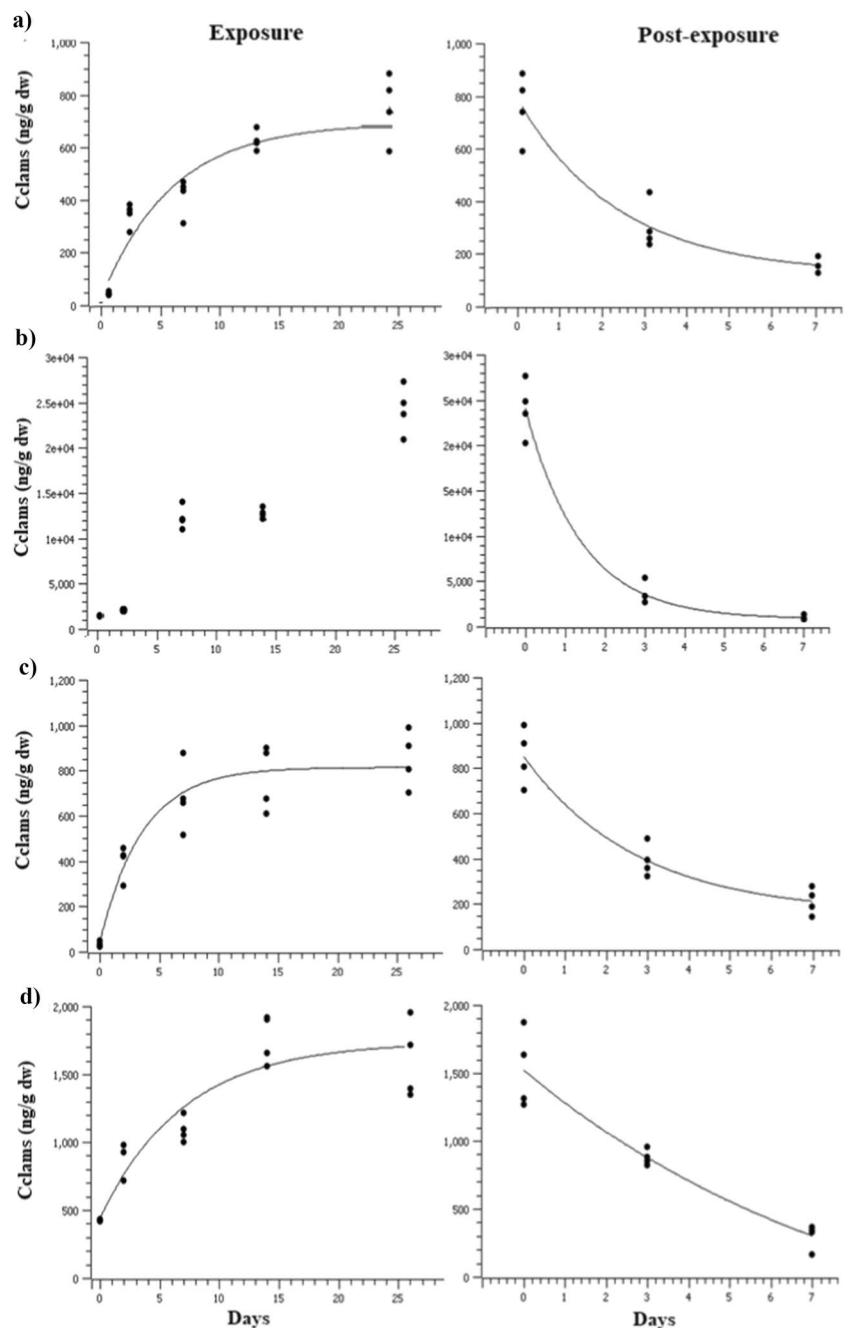 a)
Exposure
Post-exposure
Cclams (ng/g dw)
1,000
800
600
400
200
0
0 5 10 15 20 25
1,000
800
600
400
200
0
0 1 2 3 4 5 6 7
b)
Cclams (ng/g dw)
3e+04
2.5e+04
2e+04
1.5e+04
1e+04
5,000
0
0 5 10 15 20 25
3e+04
5e+04
2e+04
5e+04
1e+04
5,000
0
0 1 2 3 4 5 6 7
c)
Cclams (ng/g dw)
1,200
1,000
800
600
400
200
0
0 5 10 15 20 25
1,200
1,000
800
600
400
200
0
0 1 2 3 4 5 6 7
d)
Cclams (ng/g dw)
2,000
1,500
1,000
500
0
0 5 10 15 20 25
Days
2,000
1,500
1,000
500
0
0 1 2 3 3 5 6 7
Days